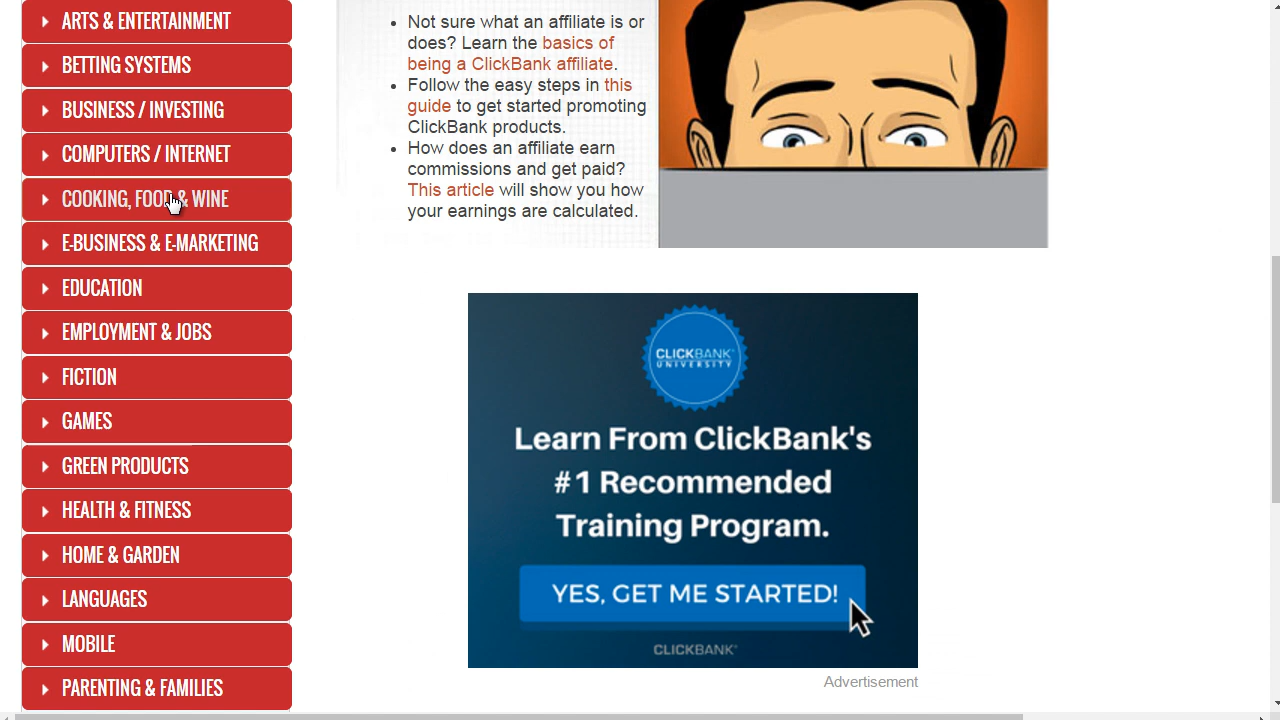 ARTS & ENTERTAINMENT
BETTING SYSTEMS
BUSINESS / INVESTING
COMPUTERS / INTERNET
COOKING, FOOD & WINE
E-BUSINESS & E-MARKETING
EDUCATION
EMPLOYMENT & JOBS
FICTION
GAMES
GREEN PRODUCTS
HEALTH & FITNESS
HOME & GARDEN
LANGUAGES
MOBILE
PARENTING & FAMILIES
• Not sure what an affiliate is or
does? Learn the basics of
being a ClickBank affiliate.
• Follow the easy steps in this
guide to get started promoting
ClickBank products.
• How does an affiliate earn
commissions and get paid?
This article will show you how
your earnings are calculated.
CLICKBANK®
UNIVERSITY
Learn From ClickBank's
#1 Recommended
Training Program.
YES, GET ME STARTED!
CLICKBANK®
Advertisement